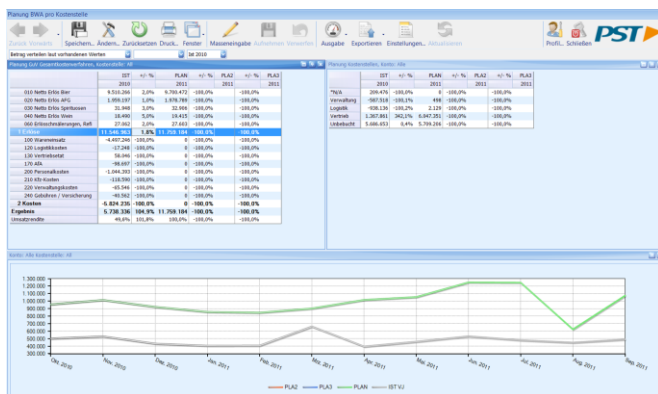 Planung BWA pro Kostenstelle
Zurück Vorwärts Speichern.. Ändern.. Zurücksetzen Druck.. Fenster Masseneingabe Aufnehmen Verwerfen Ausgabe Exportieren Einstellungen.. Aktualisieren Profil.. Schließen PST
Betrag verteilen laut vorhandenen Werten Ist 2010
Planung GuV Gesamtkostenverfahren, Kostenstelle: All
IST +/- % PLAN +/- % PLA2 +/- % PLA3
2010 2011 2011 2011
010 Netto Erlös Bier 9.510.266 2,0% 9.700.472 -100,0% -100,0%
020 Netto Erlös AFG 1.959.197 1,0% 1.978.789 -100,0% -100,0%
030 Netto Erlös Spirituosen 31.948 3,0% 32.906 -100,0% -100,0%
040 Netto Erlös Wein 18.490 5,0% 19.415 -100,0% -100,0%
060 Erlösschmälerungen, Refi 27.062 2,0% 27.603 -100,0% -100,0%
1 Erlöse 11.546.963 1,8% 11.759.184 -100,0% -100,0%
100 Wareneinsatz -4.497.246 -100,0% 0 -100,0% -100,0%
120 Logistikkosten -17.248 -100,0% 0 -100,0% -100,0%
130 Vertriebsetat -100,0% 0 -100,0% -100,0%
170 AfA -98.697 -100,0% 0 -100,0% -100,0%
200 Personalkosten -1.044.393 -100,0% 0 -100,0% -100,0%
210 Kfz-Kosten -118.590 -100,0% 0 -100,0% -100,0%
220 Verwaltungskosten -65.546 -100,0% 0 -100,0% -100,0%
240 Gebühren / Versicherung -40.562 -100,0% 0 -100,0% -100,0%
2 Kosten -5.824.235 -100,0% 0 -100,0% -100,0%
Ergebnis 5.738.336 104,9% 11.759.184 -100,0% -100,0%
Umsatzrendite 49,6% 101,8% 100,0% -100,0% -100,0%
Planung Kostenstellen, Konto: Alle
IST +/- % PLAN +/- % PLA2 +/- % PLA3
2010 2011 2011 2011
*N/A 209.476 -100,0% 0 -100,0% -100,0%
Verwaltung -587.518 -100,1% 498 -100,0% -100,0%
Logistik -938.136 -100,2% 2.129 -100,0% -100,0%
Vertrieb 1.367.861 342,1% 6.047.351 -100,0% -100,0%
Unbebucht 5.686.653 0,4% 5.709.206 -100,0% -100,0%
Konto: Alle Kostenstelle: All
1.300.000
1.200.000
1.100.000
1.000.000
900.000
800.000
700.000
600.000
500.000
400.000
300.000
Okt. 2010 Nov. 2010 Dez. 2010 Jan. 2011 Feb. 2011 Mrz. 2011 Apr. 2011 Mai. 2011 Jun. 2011 Jul. 2011 Aug. 2011 Sep. 2011
PLA2 PLA3 PLAN IST VJ